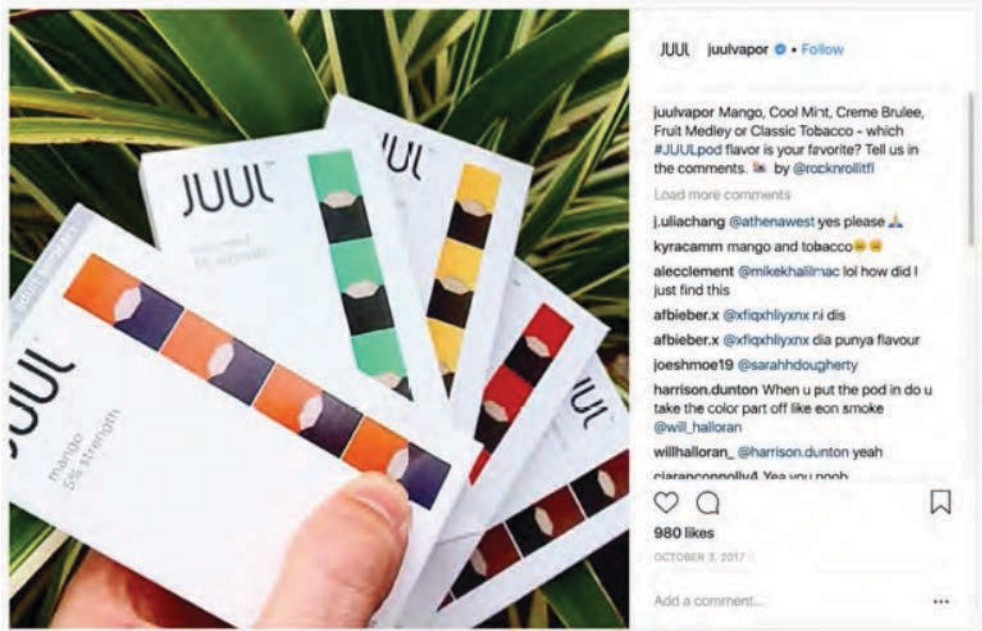 JUUL
JUUL
mango
5% strength
JUUL
JUUL
JUUL juulvapor • Follow
juulvapor Mango, Cool Mint, Creme Brulee,
Fruit Medley or Classic Tobacco - which
#JUULpod flavor is your favorite? Tell us in
the comments. 📷 by @rocknrollitfl
Load more comments
j.uliachang @athenawest yes please 🙏
kyracamm mango and tobacco
alecclement @mikekhalilmac lol how did I
just find this
afbieber.x @xfiqxhliyxnx ni dis
afbieber.x @xfiqxhliyxnx dia punya flavour
joeshmoe19 @sarahhdougherty
harrison.dunton When u put the pod in do u
take the color part off like eon smoke
@will_halloran
willhalloran_ @harrison.dunton yeah
ciaranconnolly4 Yea you noob
980 likes
OCTOBER 3, 2017
Add a comment...